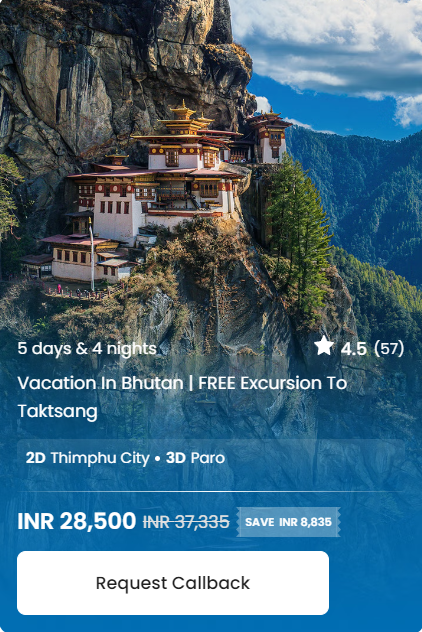 5 days & 4 nights 4.5 (57)
Vacation In Bhutan | FREE Excursion To
Taktsang
2D Thimphu City • 3D Paro
INR 28,500 INR 37,335 SAVE INR 8,835
Request Callback